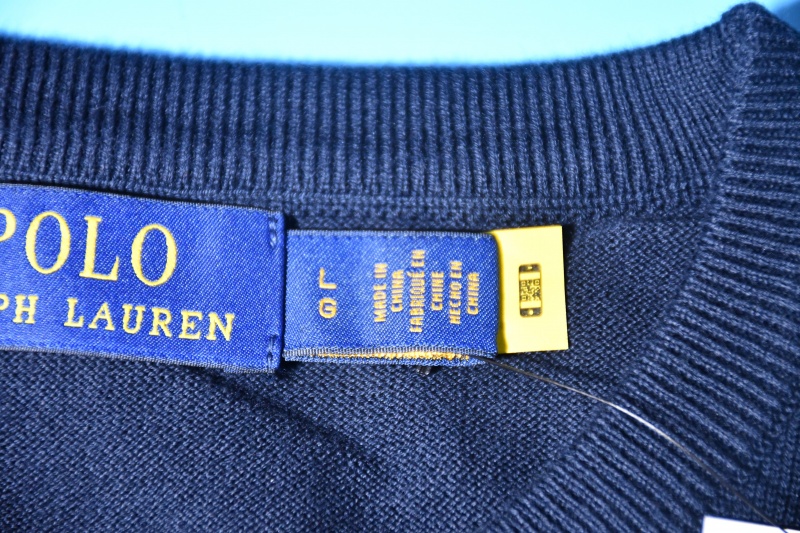 POLO
PH LAUREN
L
G
MADE IN
CHINA
FABRIQUÉ EN
CHINE
HECHO EN
CHINA